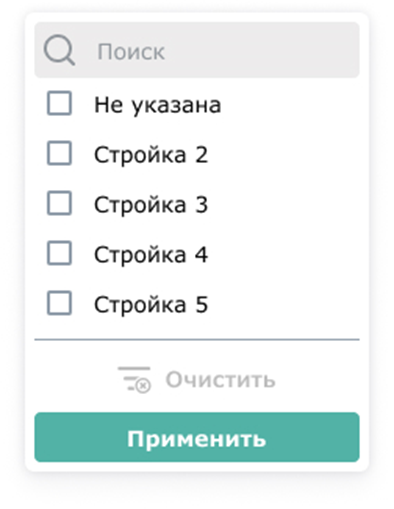 Поиск
Не указана
Стройка 2
Стройка 3
Стройка 4
Стройка 5
Очистить
Применить